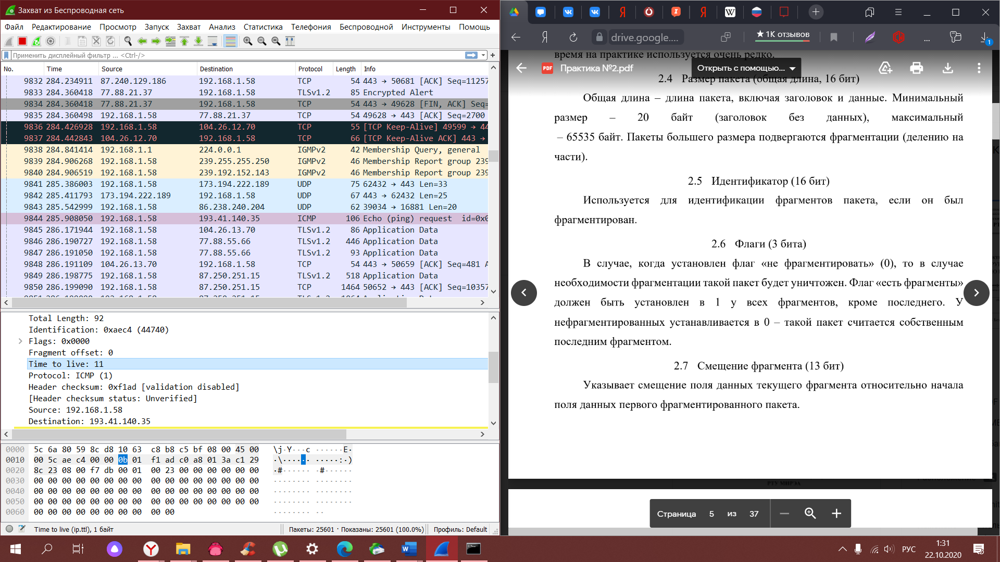 Захват из Беспроводная сеть
Файл Редактирование Просмотр Запуск Захват Анализ Статистика Телефония Беспроводной Инструменты Помощь
Применить дисплейный фильтр ... <Ctrl-/>
No. Time Source Destination Protocol Length Info
9832 284.234911 87.240.129.186 192.168.1.58 TCP 54 443 → 50681 [ACK] Seq=11257
9833 284.360418 77.88.21.37 192.168.1.58 TLSv1.2 85 Encrypted Alert
9834 284.360418 77.88.21.37 192.168.1.58 TCP 54 443 → 49628 [FIN, ACK] Seq=
9835 284.360498 192.168.1.58 77.88.21.37 TCP 54 49628 → 443 [ACK] Seq=2700
9836 284.426928 192.168.1.58 104.26.12.70 TCP 55 [TCP Keep-Alive] 49599 → 44
9837 284.442843 104.26.12.70 192.168.1.58 TCP 66 [TCP Keep-Alive ACK] 443 →
9838 284.841414 192.168.1.1 224.0.0.1 IGMPv2 42 Membership Query, general
9839 284.906268 192.168.1.58 239.255.255.250 IGMPv2 46 Membership Report group 239
9840 284.906519 192.168.1.58 239.192.152.143 IGMPv2 46 Membership Report group 239
9841 285.386003 192.168.1.58 173.194.222.189 UDP 75 62432 → 443 Len=33
9842 285.411793 173.194.222.189 192.168.1.58 UDP 67 443 → 62432 Len=25
9843 285.542999 192.168.1.58 86.238.240.204 UDP 62 39034 → 16881 Len=20
9844 285.908050 192.168.1.58 193.41.140.35 ICMP 106 Echo (ping) request id=0x0
9845 286.171944 192.168.1.58 104.26.13.70 TLSv1.2 86 Application Data
9846 286.190727 192.168.1.58 77.88.55.66 TLSv1.2 446 Application Data
9847 286.191050 192.168.1.58 77.88.55.66 TLSv1.2 93 Application Data
9848 286.191109 104.26.13.70 192.168.1.58 TCP 54 443 → 50659 [ACK] Seq=481 A
9849 286.198775 192.168.1.58 87.250.251.15 TLSv1.2 518 Application Data
9850 286.199090 192.168.1.58 87.250.251.15 TCP 1464 50652 → 443 [ACK] Seq=10357
Total Length: 92
Identification: 0xaec4 (44740)
Flags: 0x0000
Fragment offset: 0
Time to live: 11
Protocol: ICMP (1)
Header checksum: 0xf1ad [validation disabled]
[Header checksum status: Unverified]
Source: 192.168.1.58
Destination: 193.41.140.35
0000 5c 6a 80 59 8c d8 10 63 c8 b8 c5 bf 08 00 45 00 \j·Y···c ······E·
0010 00 5c ae c4 00 00 0b 01 f1 ad c0 a8 01 3a c1 29 ·\······ ·····:·)
0020 8c 23 08 00 f7 db 00 01 00 23 00 00 00 00 00 00 ·#······ ·#······
0030 00 00 00 00 00 00 00 00 00 00 00 00 00 00 00 00 ········ ········
0040 00 00 00 00 00 00 00 00 00 00 00 00 00 00 00 00 ········ ········
0050 00 00 00 00 00 00 00 00 00 00 00 00 00 00 00 00 ········ ········
0060 00 00 00 00 00 00 00 00 00 00 ········ ··
Time to live (ip.ttl), 1 байт Пакеты: 25601 · Показаны: 25601 (100.0%) Профиль: Default
drive.google.... ★ 1K отзывов
время на практике используется очень редко.
Практика №2.pdf Открыть с помощью...
2.4 Размер пакета (общая длина, 16 бит)
Общая длина – длина пакета, включая заголовок и данные. Минимальный
размер – 20 байт (заголовок без данных), максимальный
– 65535 байт. Пакеты большего размера подвергаются фрагментации (делению на
части).
2.5 Идентификатор (16 бит)
Используется для идентификации фрагментов пакета, если он был
фрагментирован.
2.6 Флаги (3 бита)
В случае, когда установлен флаг «не фрагментировать» (0), то в случае
необходимости фрагментации такой пакет будет уничтожен. Флаг «есть фрагменты»
должен быть установлен в 1 у всех фрагментов, кроме последнего. У
нефрагментированных устанавливается в 0 – такой пакет считается собственным
последним фрагментом.
2.7 Смещение фрагмента (13 бит)
Указывает смещение поля данных текущего фрагмента относительно начала
поля данных первого фрагментированного пакета.
РТУ МИРЭА
Страница 5 из 37
РУС
1:31
22.10.2020